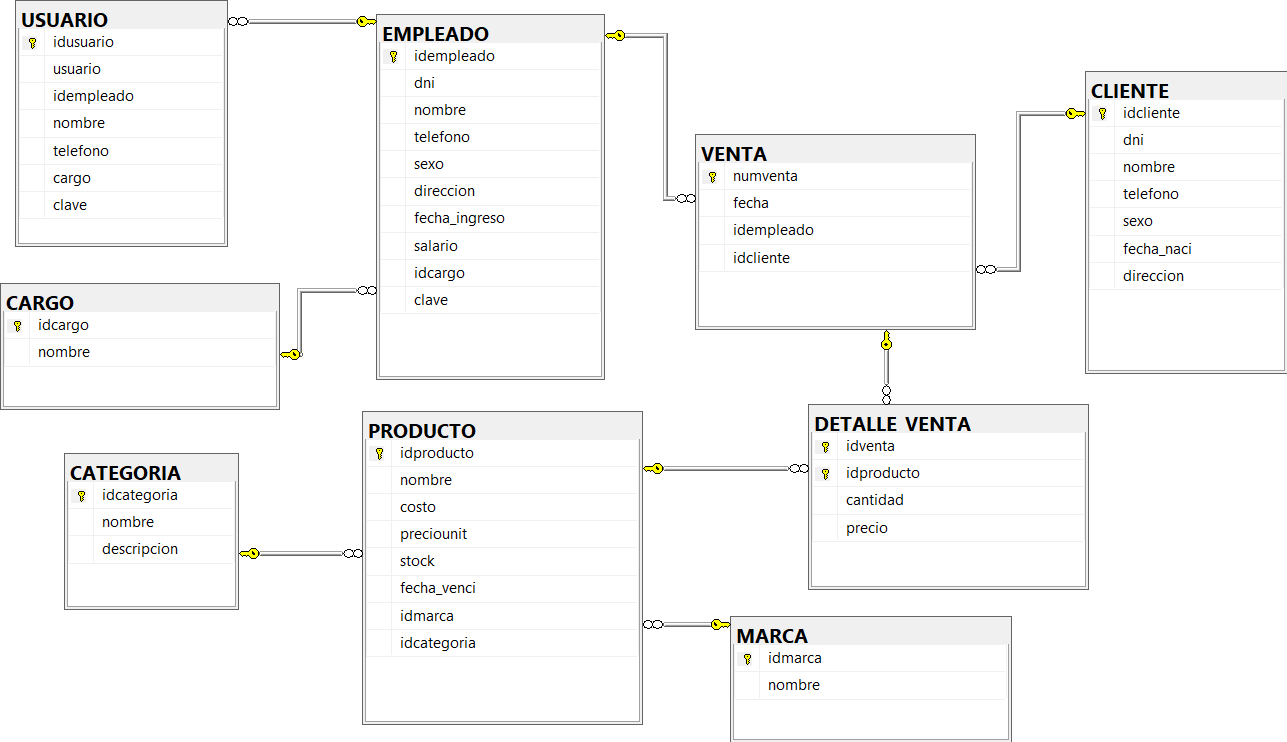 USUARIO
idusuario
usuario
idempleado
nombre
telefono
cargo
clave
EMPLEADO
idempleado
dni
nombre
telefono
sexo
direccion
fecha_ingreso
salario
idcargo
clave
CLIENTE
idcliente
dni
nombre
telefono
sexo
fecha_naci
direccion
VENTA
numventa
fecha
idempleado
idcliente
CARGO
idcargo
nombre
PRODUCTO
idproducto
nombre
costo
preciounit
stock
fecha_venci
idmarca
idcategoria
DETALLE_VENTA
idventa
idproducto
cantidad
precio
CATEGORIA
idcategoria
nombre
descripcion
MARCA
idmarca
nombre